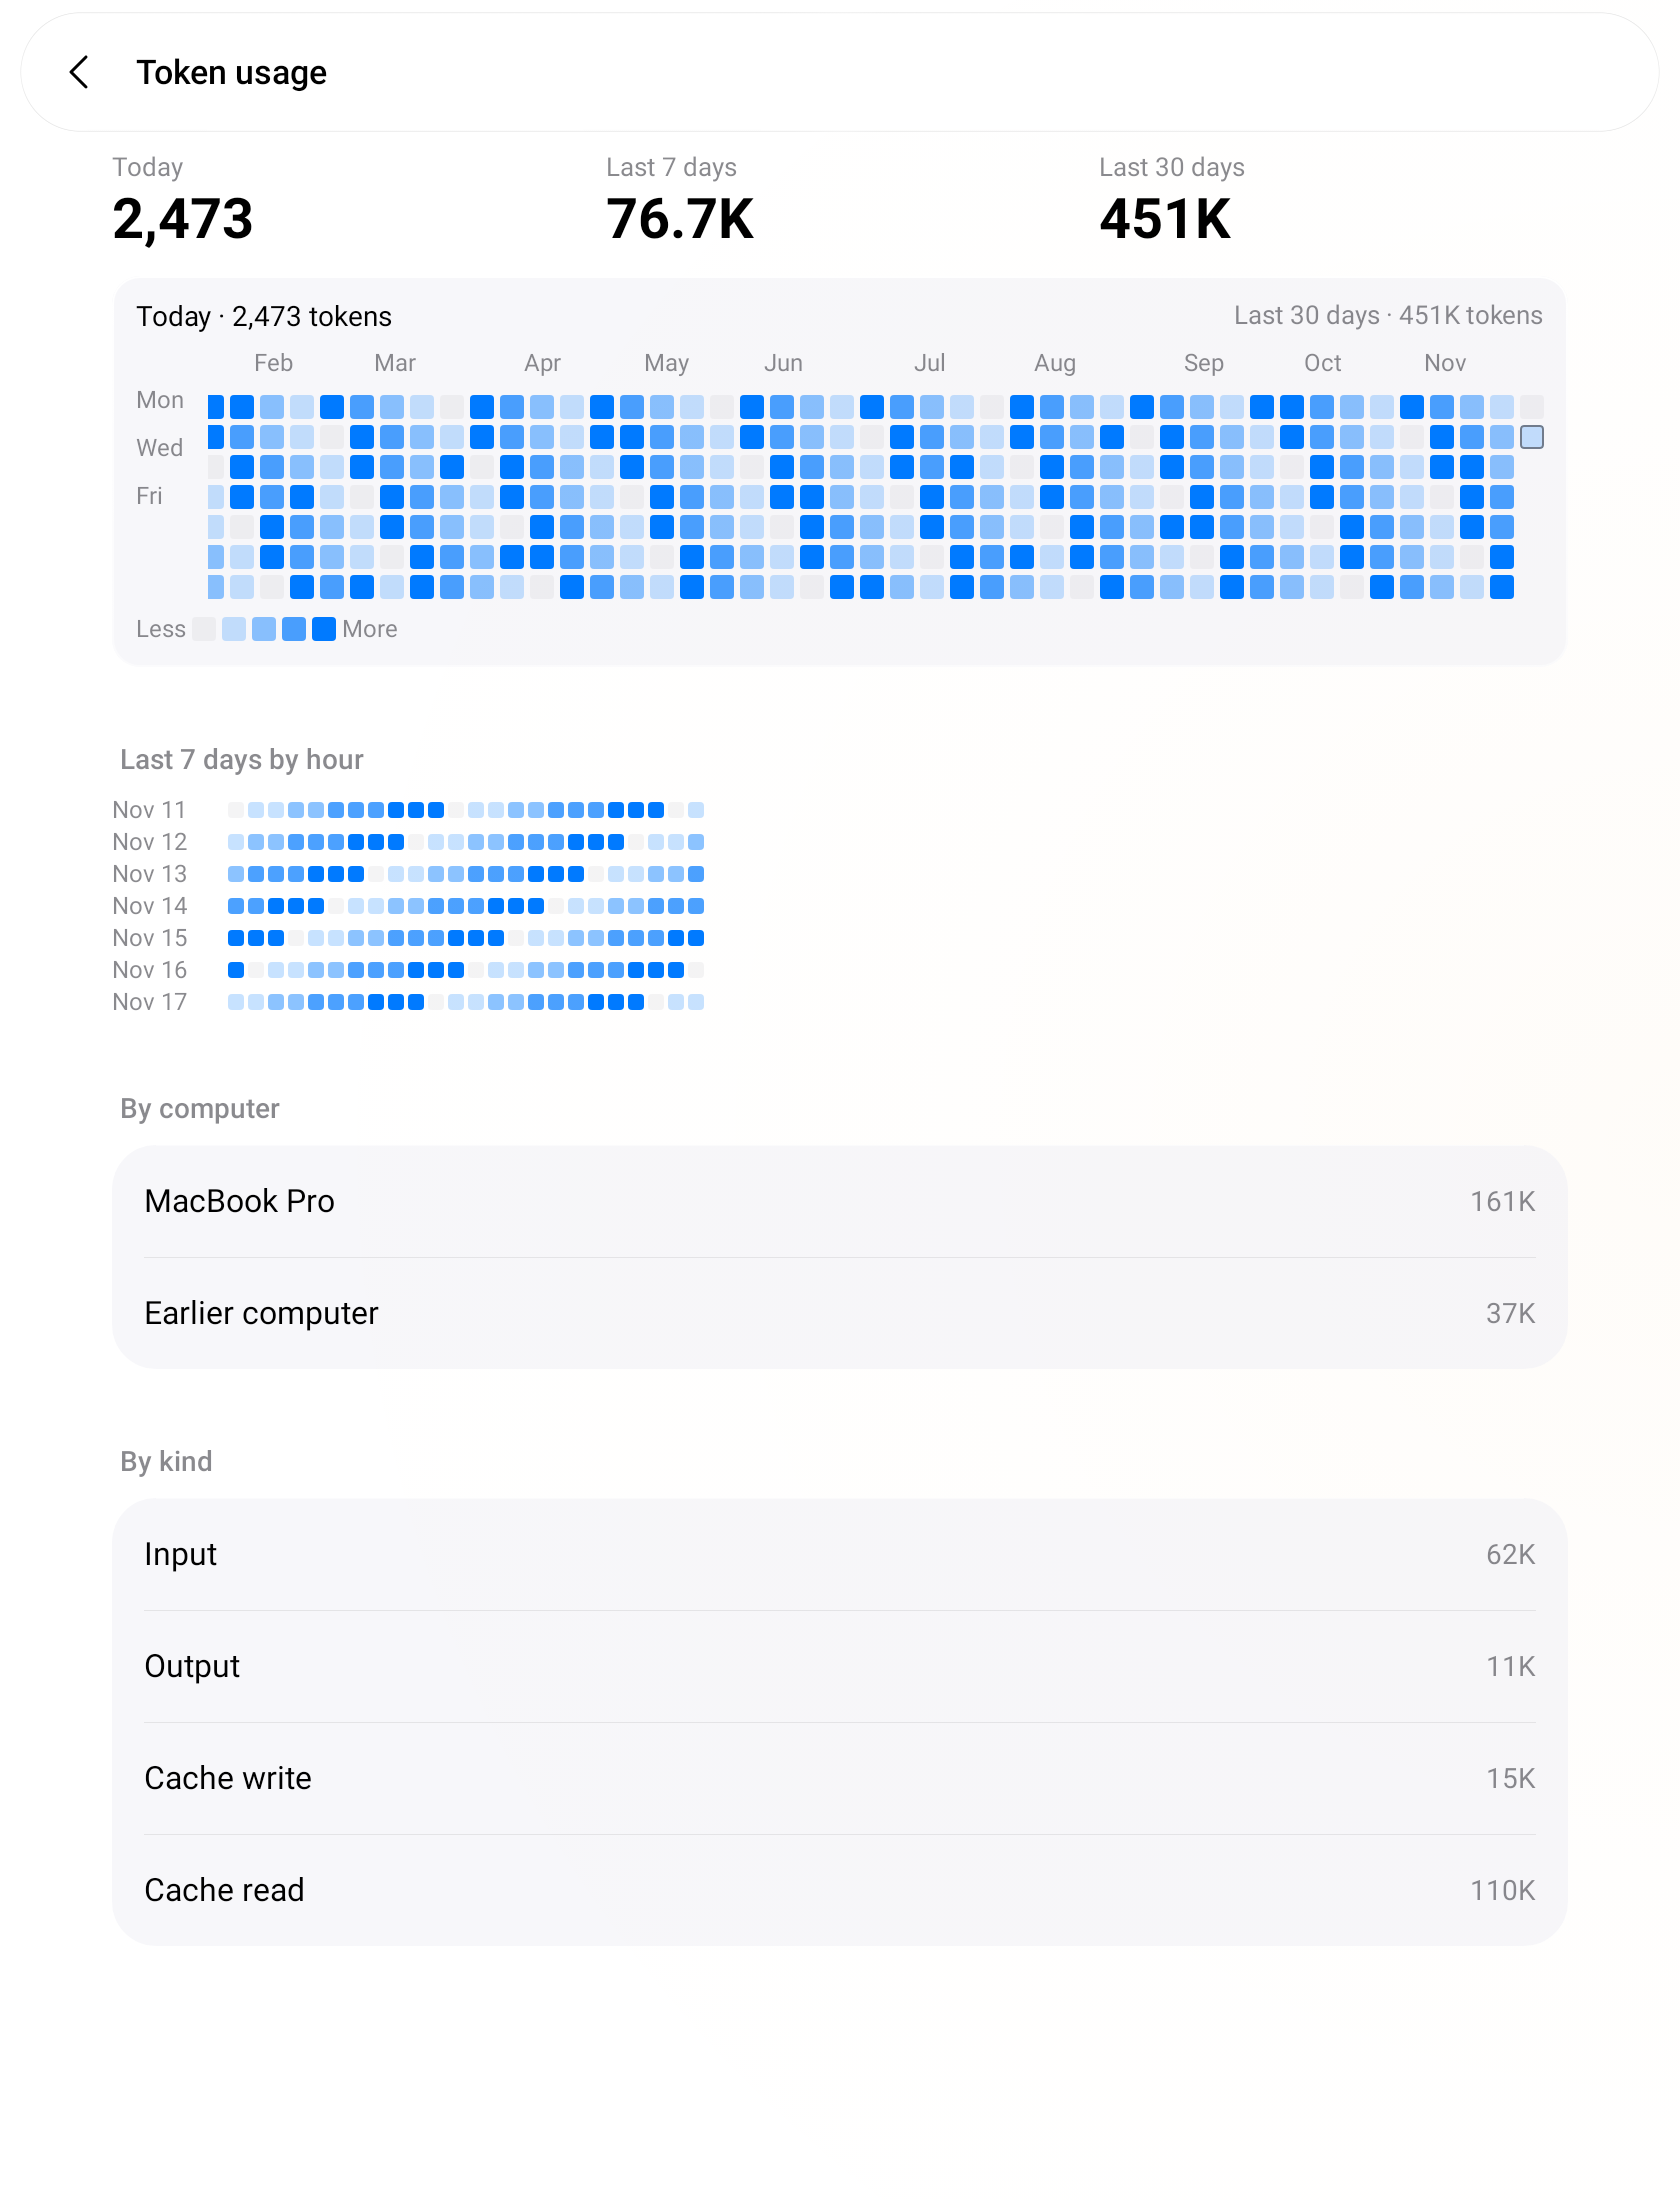 Token usage
Today
2,473
Last 7 days
76.7K
Last 30 days
451K
Today · 2,473 tokens
Last 30 days · 451K tokens
Feb Mar Apr May Jun Jul Aug Sep Oct Nov
Mon
Wed
Fri
Less More
Last 7 days by hour
Nov 11
Nov 12
Nov 13
Nov 14
Nov 15
Nov 16
Nov 17
By computer
MacBook Pro 161K
Earlier computer 37K
By kind
Input 62K
Output 11K
Cache write 15K
Cache read 110K